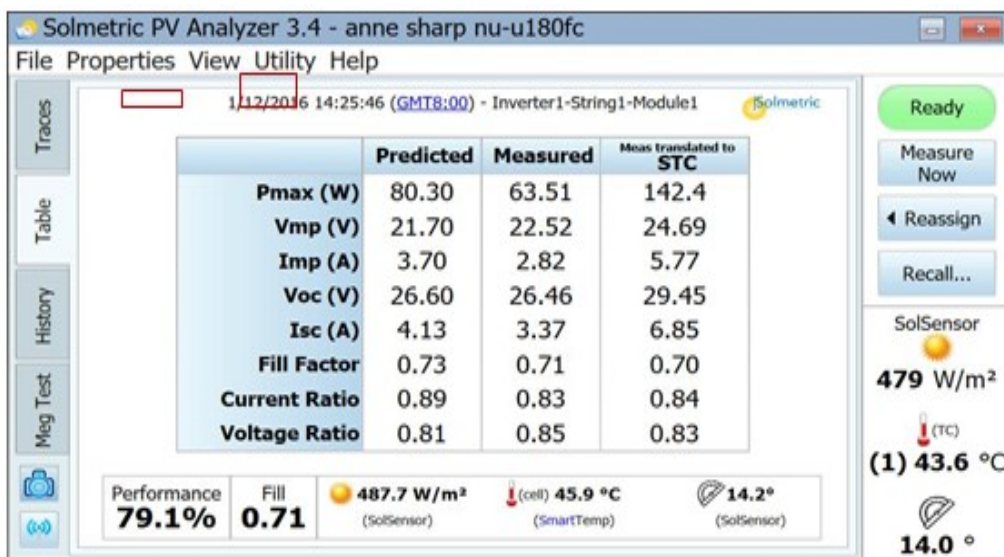 Solmetric PV Analyzer 3.4 - anne sharp nu-u180fc
File Properties View Utility Help
Traces
Table
History
Meg Test
1/12/2016 14:25:46 (GMT8:00) - Inverter1-String1-Module1
Solmetric
Predicted Measured Meas translated to STC
Pmax (W) 80.30 63.51 142.4
Vmp (V) 21.70 22.52 24.69
Imp (A) 3.70 2.82 5.77
Voc (V) 26.60 26.46 29.45
Isc (A) 4.13 3.37 6.85
Fill Factor 0.73 0.71 0.70
Current Ratio 0.89 0.83 0.84
Voltage Ratio 0.81 0.85 0.83
Performance
79.1%
Fill
0.71
487.7 W/m²
(SolSensor)
(cell) 45.9 °C
(SmartTemp)
14.2°
(SolSensor)
Ready
Measure
Now
Reassign
Recall...
SolSensor
479 W/m²
(TC)
(1) 43.6 °C
14.0 °